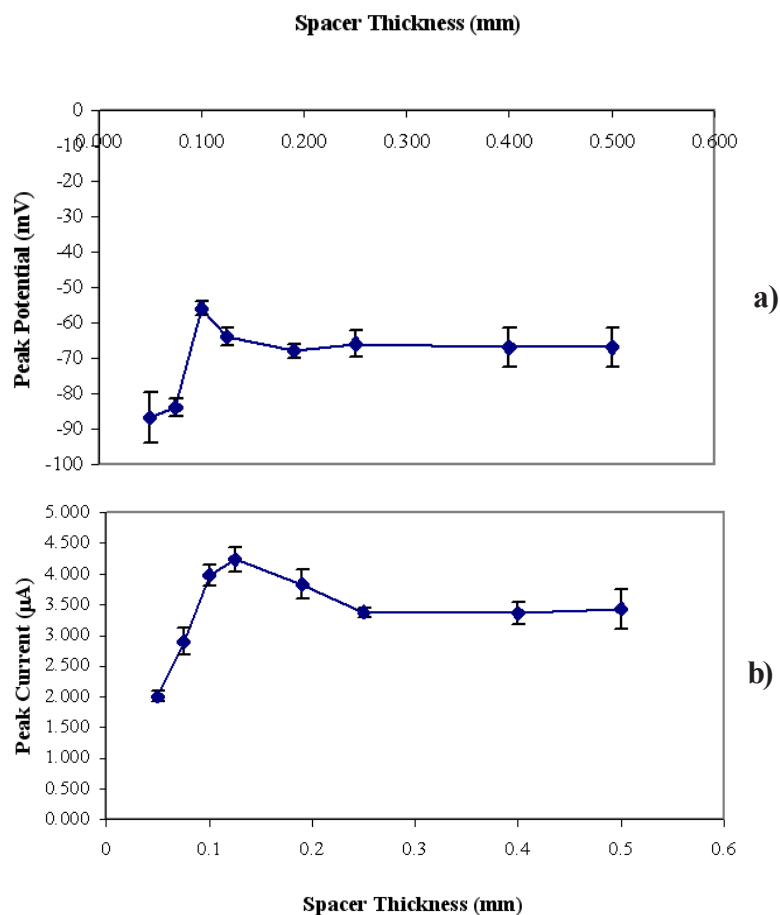 Spacer Thickness (mm)
0
0.000 0.100 0.200 0.300 0.400 0.500 0.600
-10
-20
-30
-40
-50
-60
-70
-80
-90
-100
Peak Potential (mV)
a)
5.000
4.500
4.000
3.500
3.000
2.500
2.000
1.500
1.000
0.500
0.000
Peak Current (µA)
b)
0 0.1 0.2 0.3 0.4 0.5 0.6
Spacer Thickness (mm)